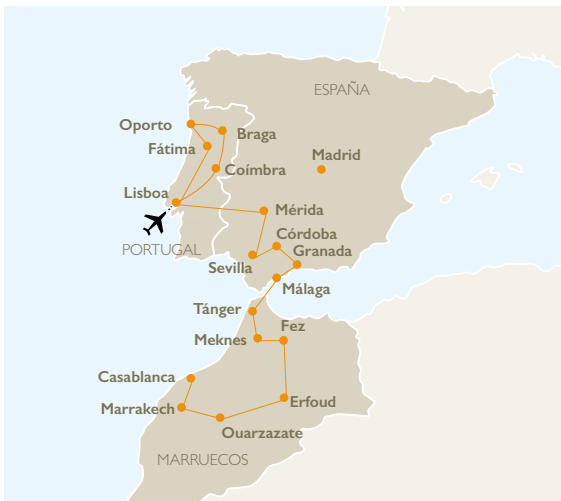 ESPAÑA
Oporto
Braga
Fátima
Madrid
Coímbra
Lisboa
Mérida
Córdoba
PORTUGAL
Granada
Sevilla
Málaga
Tánger
Fez
Meknes
Casablanca
Erfoud
Marrakech
Ouarzazate
MARRUECOS